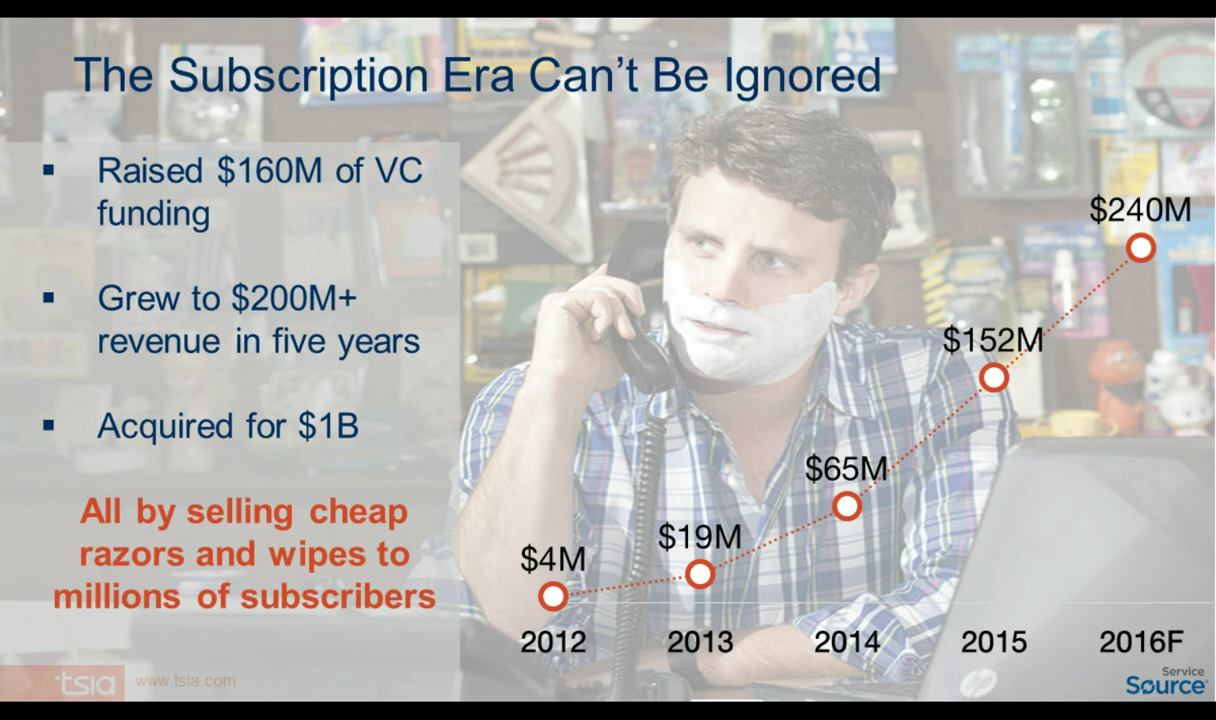 The Subscription Era Can't Be Ignored
▪ Raised $160M of VC
funding
▪ Grew to $200M+
revenue in five years
▪ Acquired for $1B
All by selling cheap
razors and wipes to
millions of subscribers
$4M
$19M
$65M
$152M
$240M
2012 2013 2014 2015 2016F
tsia www.tsia.com
Service
Source
hp